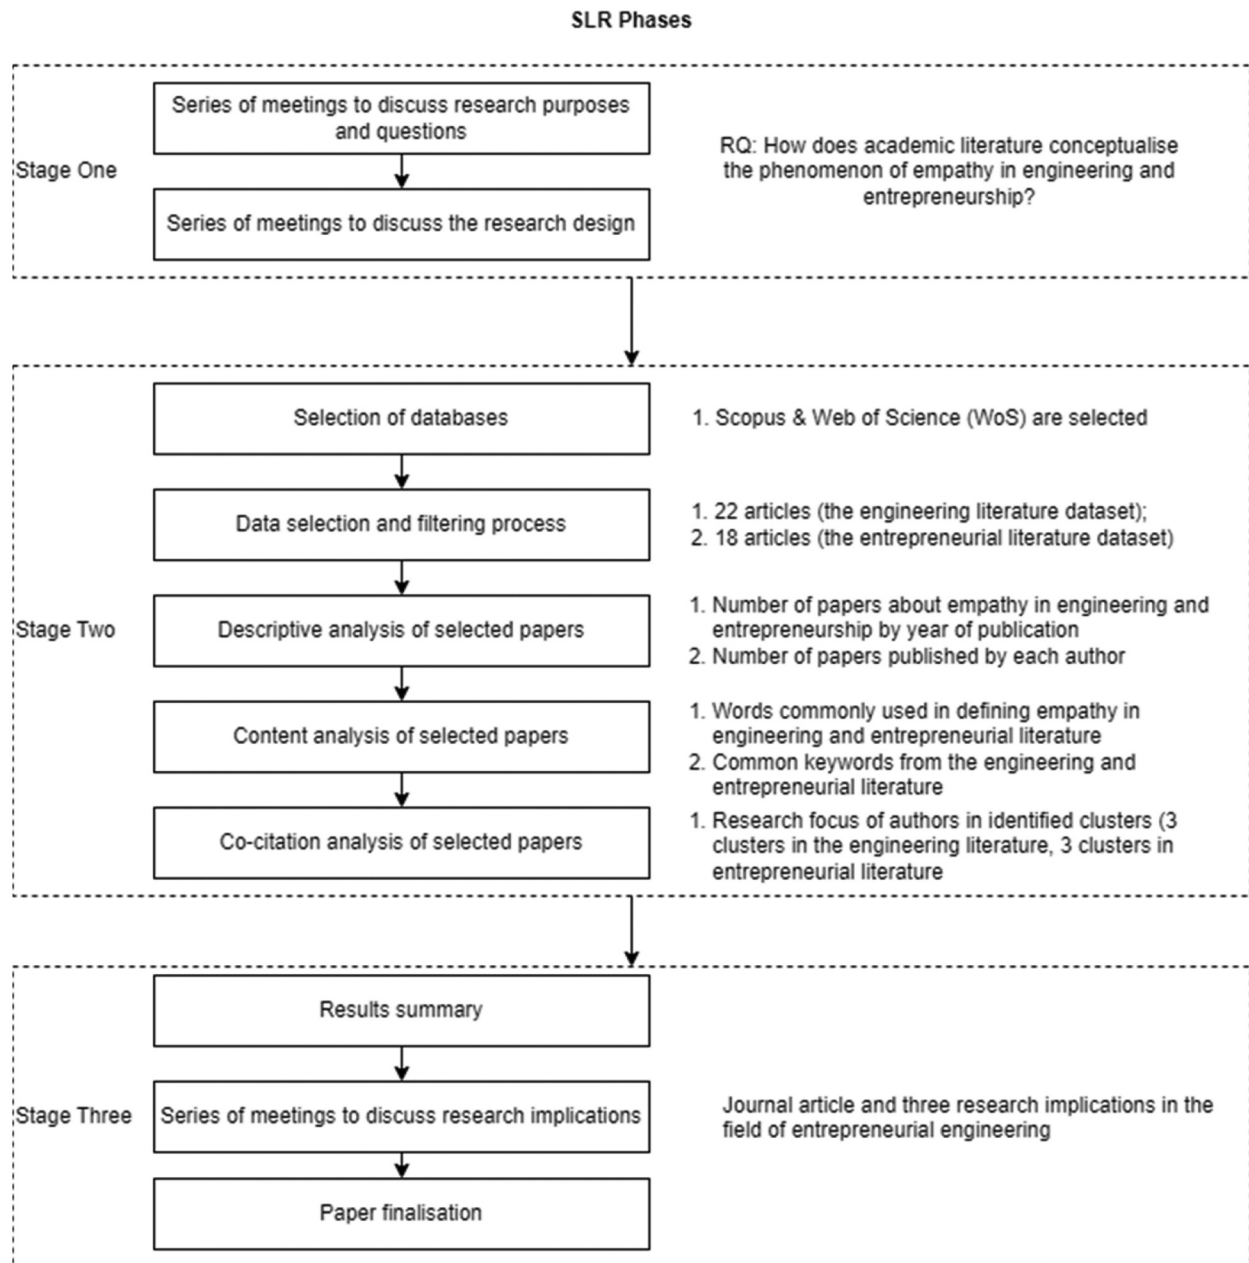 SLR Phases
Stage One
Series of meetings to discuss research purposes
and questions
Series of meetings to discuss the research design
RQ: How does academic literature conceptualise
the phenomenon of empathy in engineering and
entrepreneurship?
Stage Two
Selection of databases
1. Scopus & Web of Science (WoS) are selected
Data selection and filtering process
1. 22 articles (the engineering literature dataset);
2. 18 articles (the entrepreneurial literature dataset)
Descriptive analysis of selected papers
1. Number of papers about empathy in engineering and
entrepreneurship by year of publication
2. Number of papers published by each author
Content analysis of selected papers
1. Words commonly used in defining empathy in
engineering and entrepreneurial literature
2. Common keywords from the engineering and
entrepreneurial literature
Co-citation analysis of selected papers
1. Research focus of authors in identified clusters (3
clusters in the engineering literature, 3 clusters in
entrepreneurial literature
Stage Three
Results summary
Series of meetings to discuss research implications
Paper finalisation
Journal article and three research implications in the
field of entrepreneurial engineering